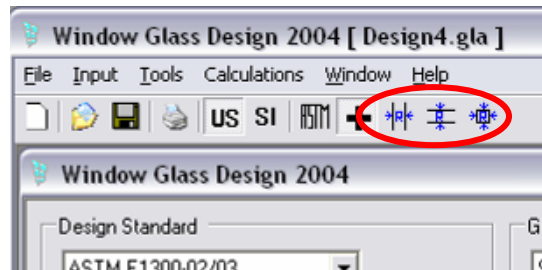 Window Glass Design 2004 [ Design4.gla ]
File Input Tools Calculations Window Help
US SI ASTM R R R
Window Glass Design 2004
Design Standard G
ASTM E1300-02/03